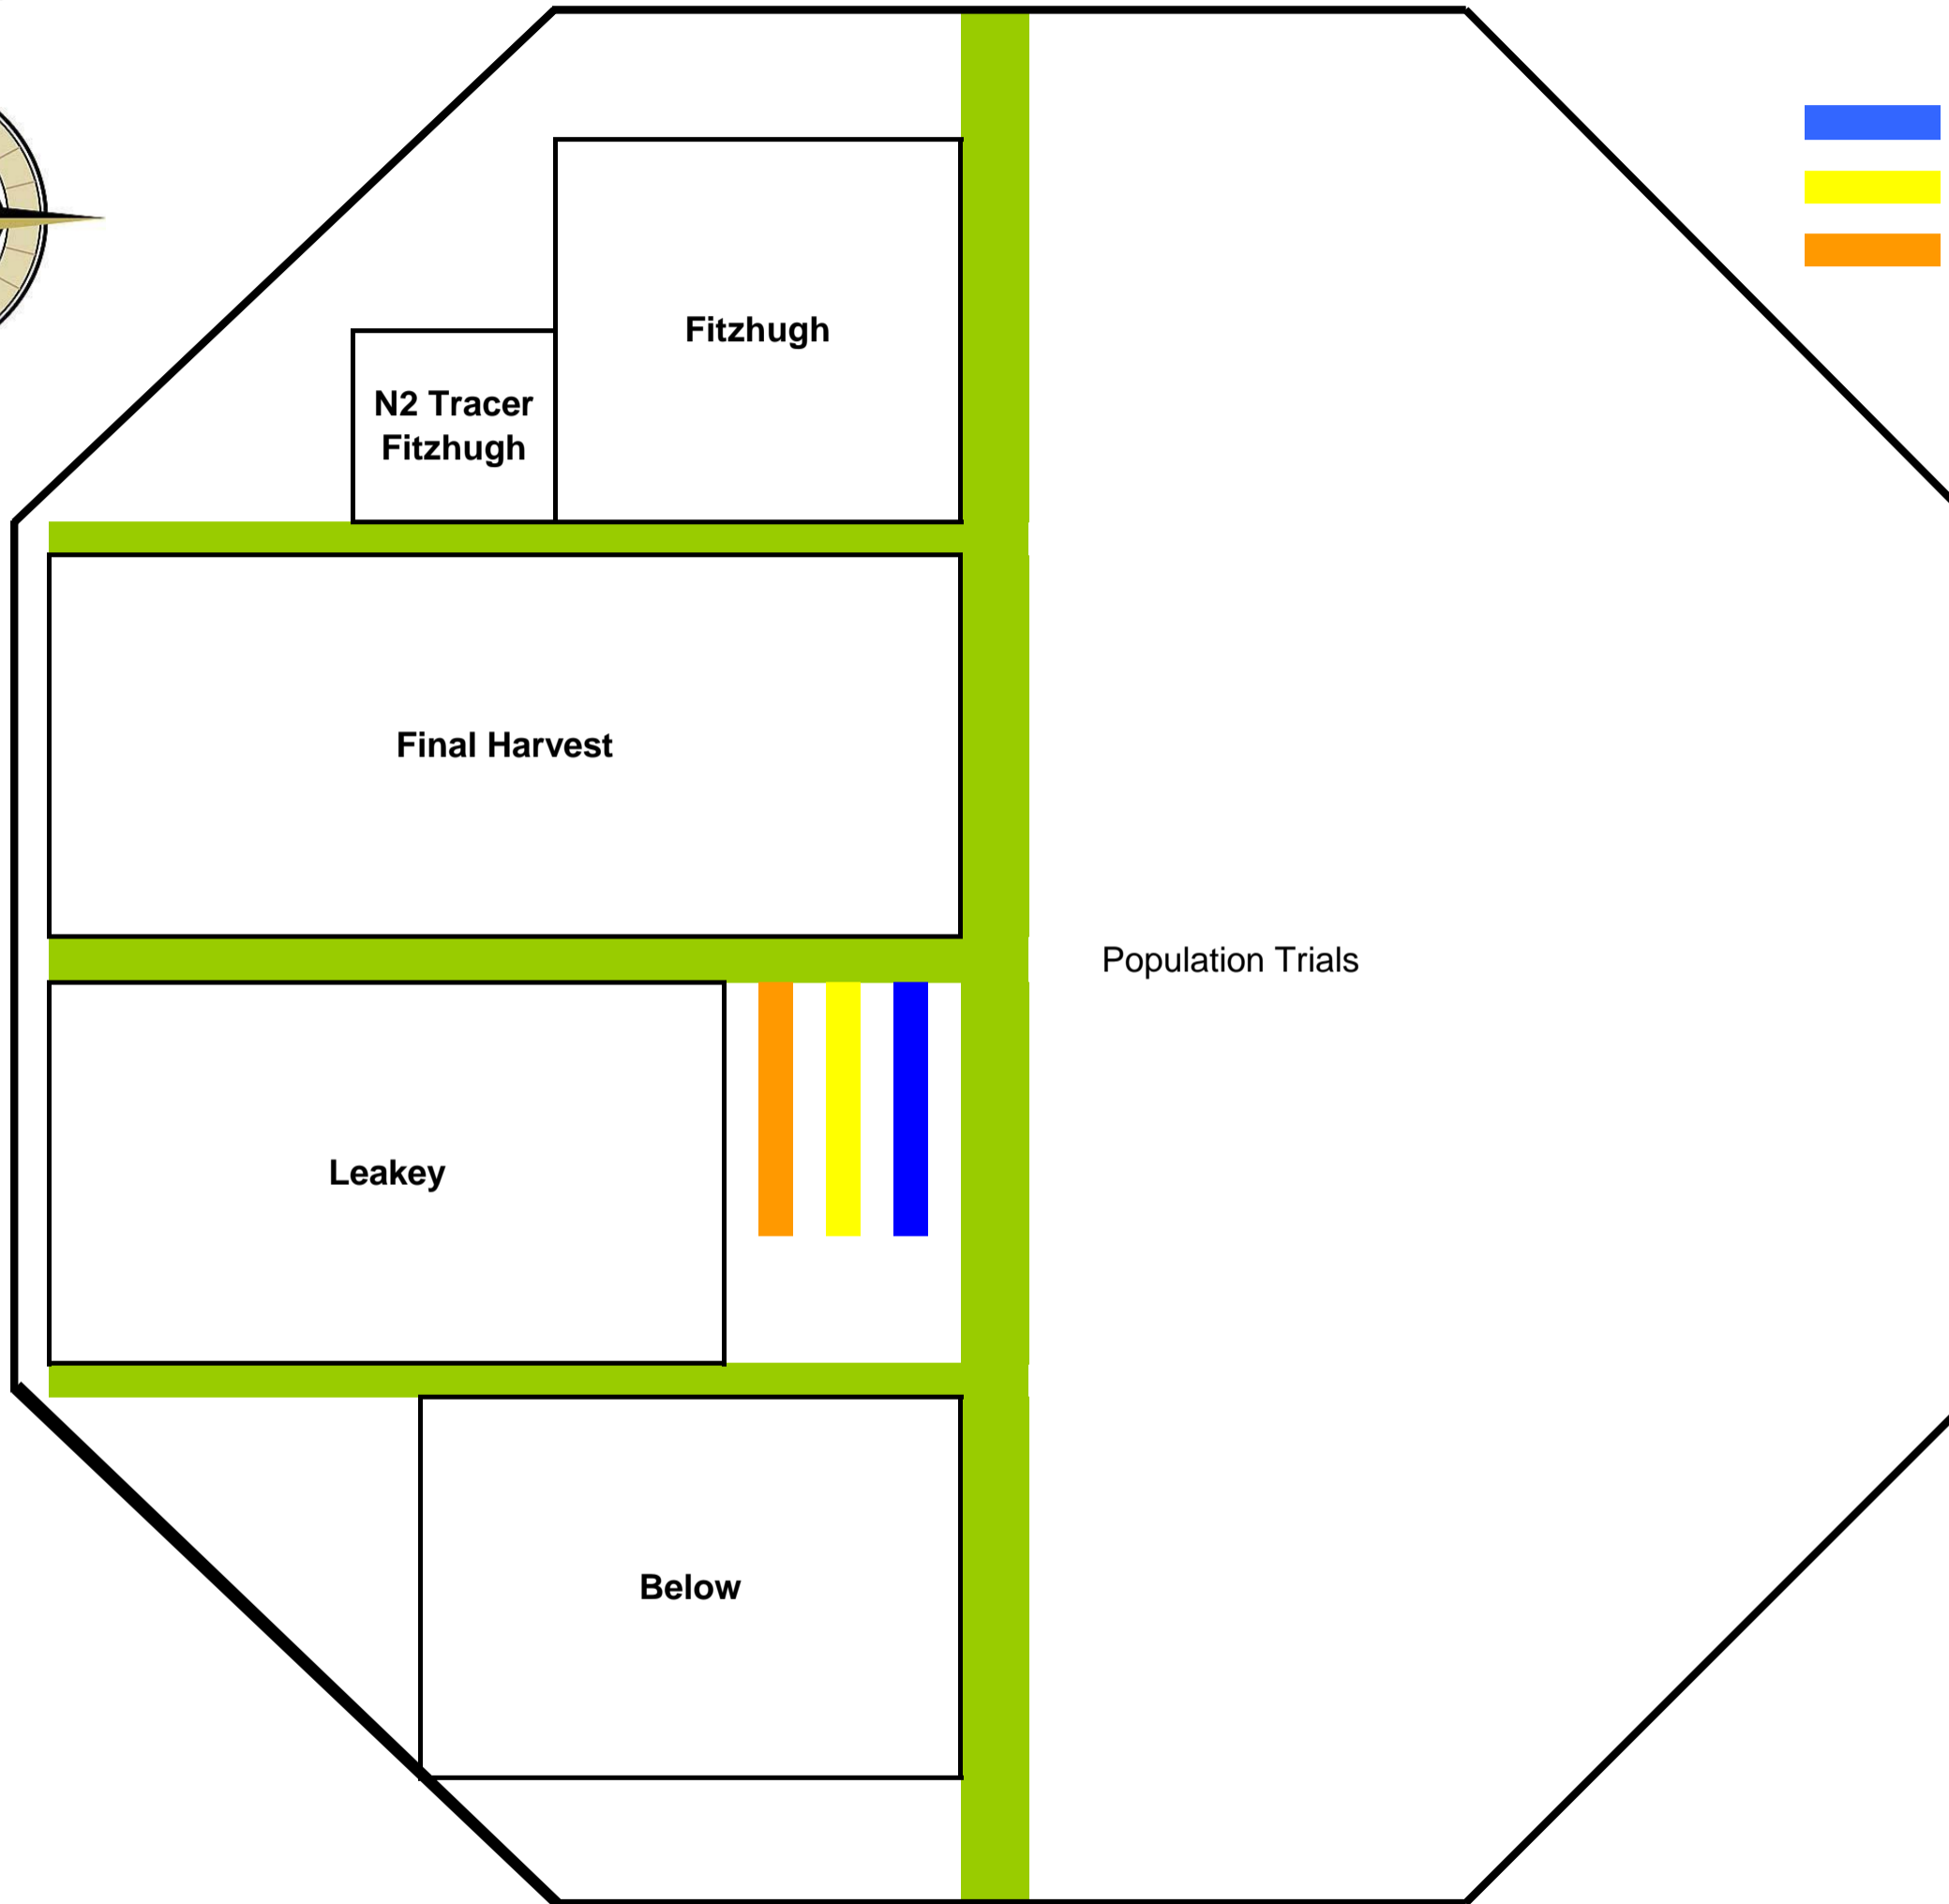 Fitzhugh
N2 Tracer
Fitzhugh
Final Harvest
Population Trials
Leakey
Below